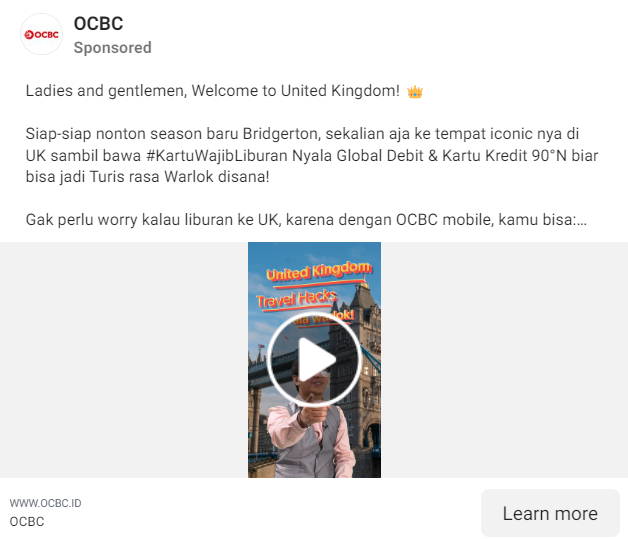 OCBC
OCBC
Sponsored
Ladies and gentlemen, Welcome to United Kingdom! 👑
Siap-siap nonton season baru Bridgerton, sekalian aja ke tempat iconic nya di
UK sambil bawa #KartuWajibLiburan Nyala Global Debit & Kartu Kredit 90°N biar
bisa jadi Turis rasa Warlok disana!
Gak perlu worry kalau liburan ke UK, karena dengan OCBC mobile, kamu bisa:...
United Kingdom
Travel Hacks
WWW.OCBC.ID
OCBC
Learn more